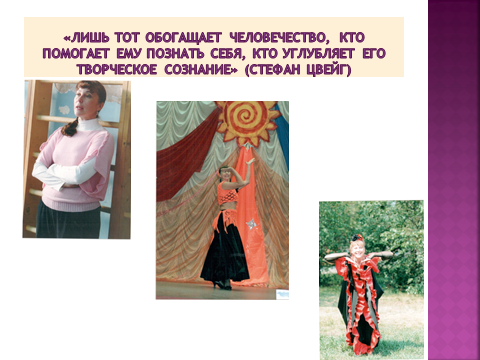 «ЛИШЬ ТОТ ОБОГАЩАЕТ ЧЕЛОВЕЧЕСТВО, КТО
ПОМОГАЕТ ЕМУ ПОЗНАТЬ СЕБЯ, КТО УГЛУБЛЯЕТ ЕГО
ТВОРЧЕСКОЕ СОЗНАНИЕ» (СТЕФАН ЦВЕЙГ)